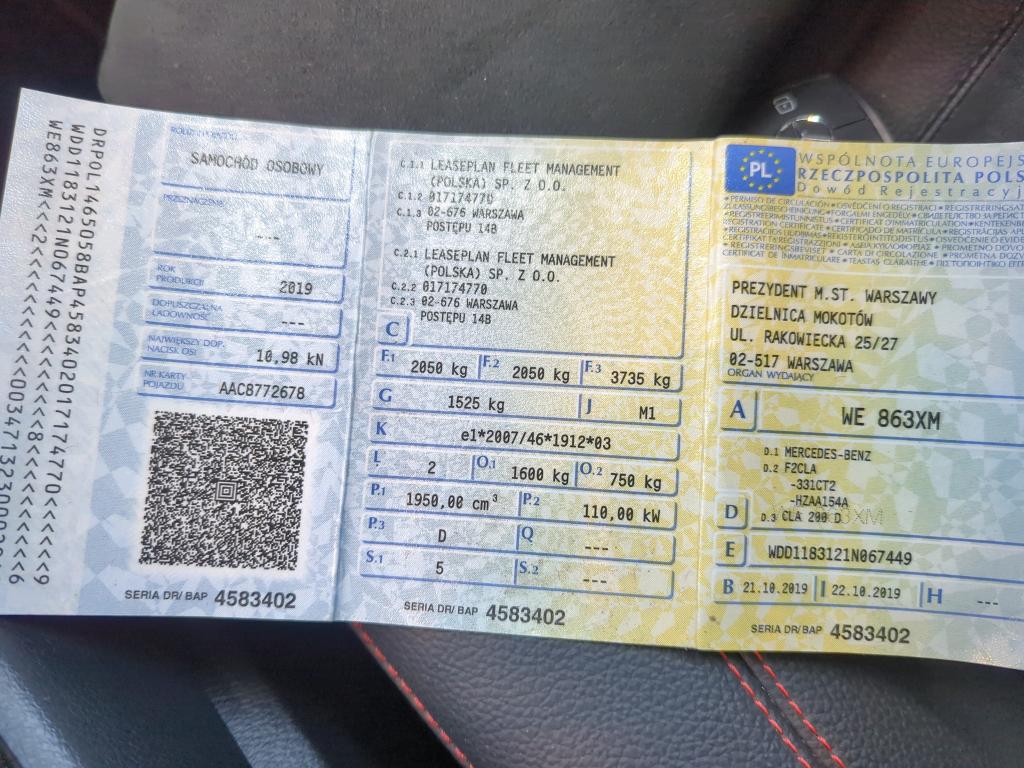 DRPOL1465058BAP4583402017174770<<<<<9
WDD1183121N067449<<<<<<<<8<<<<<<<<<<6
RODZAJ POJAZDU
SAMOCHÓD OSOBOWY
PRZEZNACZENIE
---
ROK PRODUKCJI 2019
DOPUSZCZALNA ŁADOWNOŚĆ ---
NAJWIĘKSZY DOP. NACISK OSI 10,98 kN
NR KARTY POJAZDU AAC8772678
SERIA DR/BAP 4583402
C.1.1 LEASEPLAN FLEET MANAGEMENT
(POLSKA) SP. Z O.O.
C.1.2 017174770
C.1.3 02-676 WARSZAWA
POSTĘPU 14B
C.2.1 LEASEPLAN FLEET MANAGEMENT
(POLSKA) SP. Z O.O.
C.2.2 017174770
C.2.3 02-676 WARSZAWA
POSTĘPU 14B
C
F.1 2050 kg F.2 2050 kg F.3 3735 kg
G 1525 kg J M1
K e1*2007/46*1912*03
L 2 O.1 1600 kg O.2 750 kg
P.1 1950,00 cm³ P.2 110,00 kW
P.3 D Q ---
S.1 5 S.2 ---
SERIA DR/BAP 4583402
PL
WSPÓLNOTA EUROPEJS
RZECZPOSPOLITA POLS
Dowód Rejestracyj
PREZYDENT M.ST. WARSZAWY
DZIELNICA MOKOTÓW
UL. RAKOWIECKA 25/27
02-517 WARSZAWA
ORGAN WYDAJĄCY
A WE 863XM
D.1 MERCEDES-BENZ
D.2 F2CLA
-331CT2
-HZAA154A
D D.3 CLA 200 D
E WDD1183121N067449
B 21.10.2019 I 22.10.2019 H ---
SERIA DR/BAP 4583402